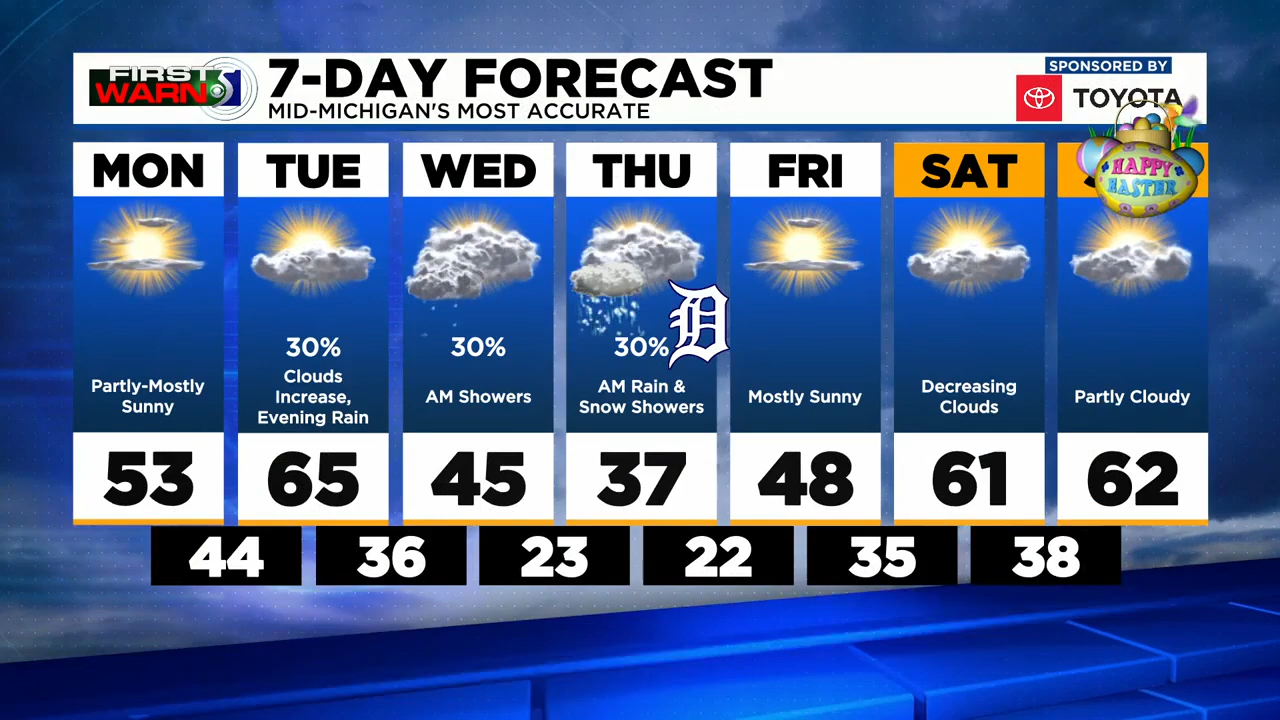 FIRST
WARN 5
7-DAY FORECAST
MID-MICHIGAN'S MOST ACCURATE
SPONSORED BY
TOYOTA
HAPPY
EASTER
MON
TUE
WED
THU
FRI
SAT
30%
30%
30%
D
Partly-Mostly
Sunny
Clouds
Increase,
Evening Rain
AM Showers
AM Rain &
Snow Showers
Mostly Sunny
Decreasing
Clouds
Partly Cloudy
53
65
45
37
48
61
62
44
36
23
22
35
38